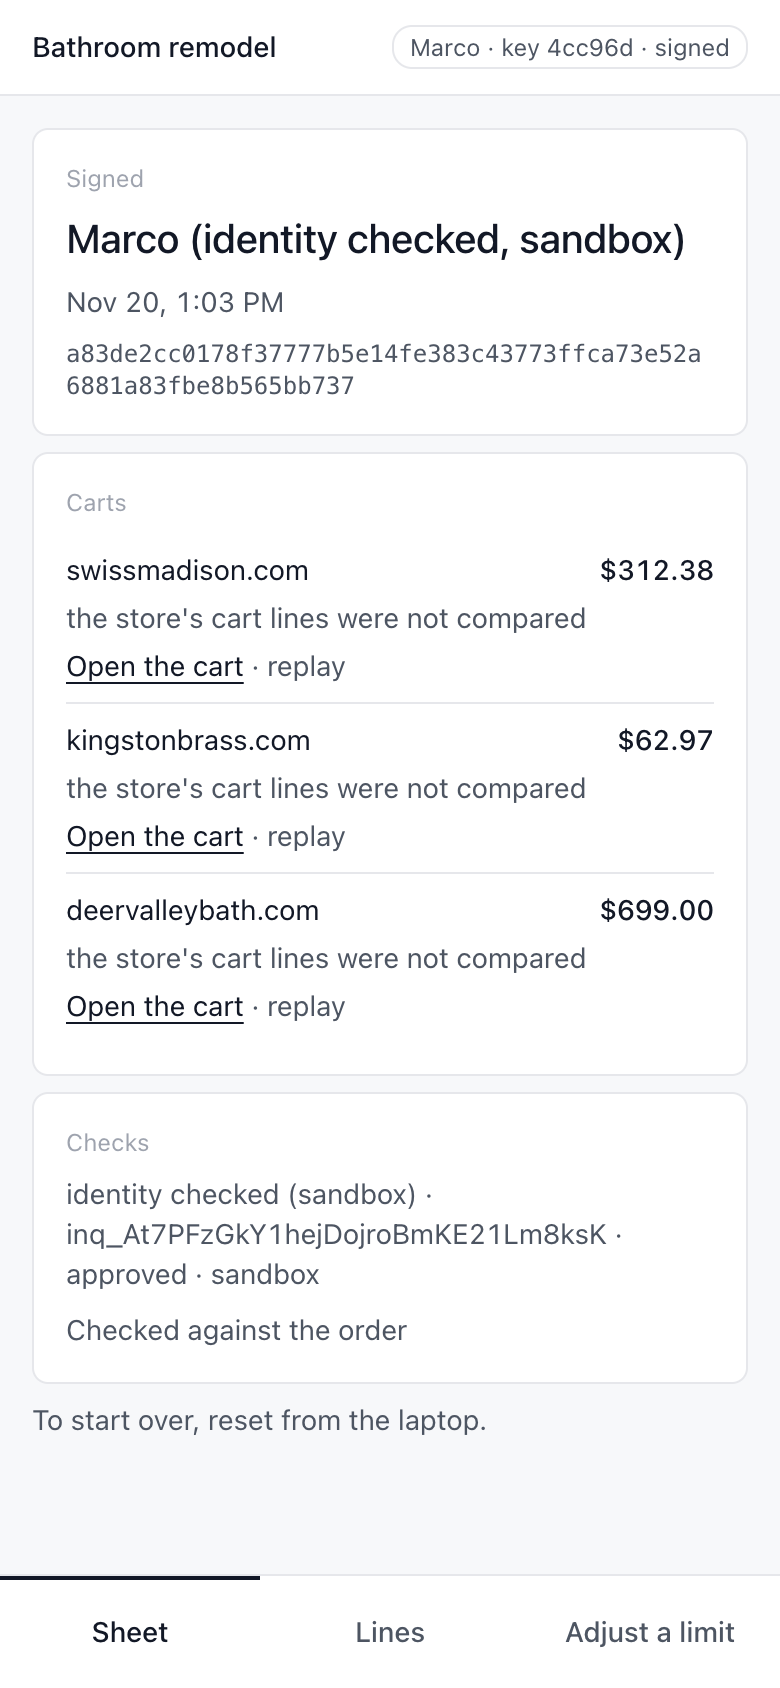 Bathroom remodel
Marco · key 4cc96d · signed
Signed
Marco (identity checked, sandbox)
Nov 20, 1:03 PM
a83de2cc0178f37777b5e14fe383c43773ffca73e52a
6881a83fbe8b565bb737
Carts
swissmadison.com $312.38
the store's cart lines were not compared
Open the cart · replay
kingstonbrass.com $62.97
the store's cart lines were not compared
Open the cart · replay
deervalleybath.com $699.00
the store's cart lines were not compared
Open the cart · replay
Checks
identity checked (sandbox) ·
inq_At7PFzGkY1hejDojroBmKE21Lm8ksK ·
approved · sandbox
Checked against the order
To start over, reset from the laptop.
Sheet Lines Adjust a limit